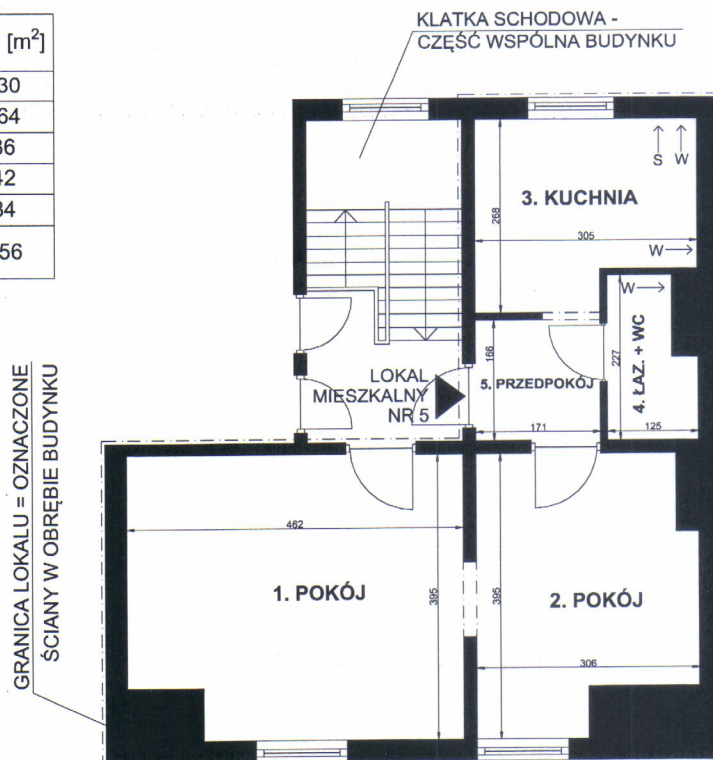 [m²]
30
64
36
42
84
56
KLATKA SCHODOWA -
CZĘŚĆ WSPÓLNA BUDYNKU
S W
3. KUCHNIA
268
305
W
W
LOKAL
MIESZKALNY
NR 5
166
5. PRZEDPOKÓJ
171
227
4. ŁAZ. + WC
125
GRANICA LOKALU = OZNACZONE
ŚCIANY W OBRĘBIE BUDYNKU
462
1. POKÓJ
395
395
2. POKÓJ
306